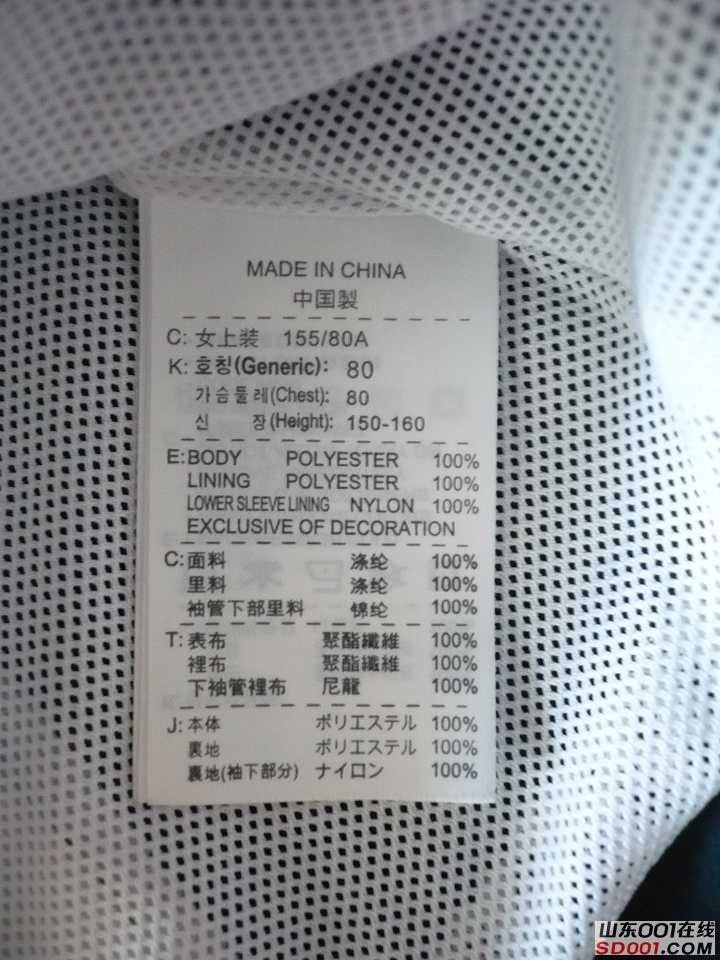 MADE IN CHINA
中国製
C: 女上装 155/80A
K: 호칭(Generic): 80
가슴둘레(Chest): 80
신 장(Height): 150-160
E: BODY POLYESTER 100%
LINING POLYESTER 100%
LOWER SLEEVE LINING NYLON 100%
EXCLUSIVE OF DECORATION
C: 面料 涤纶 100%
里料 涤纶 100%
袖管下部里料 锦纶 100%
T: 表布 聚酯纖維 100%
裡布 聚酯纖維 100%
下袖管裡布 尼龍 100%
J: 本体 ポリエステル 100%
裏地 ポリエステル 100%
裏地(袖下部分) ナイロン 100%
山东001在线
SD001.COM